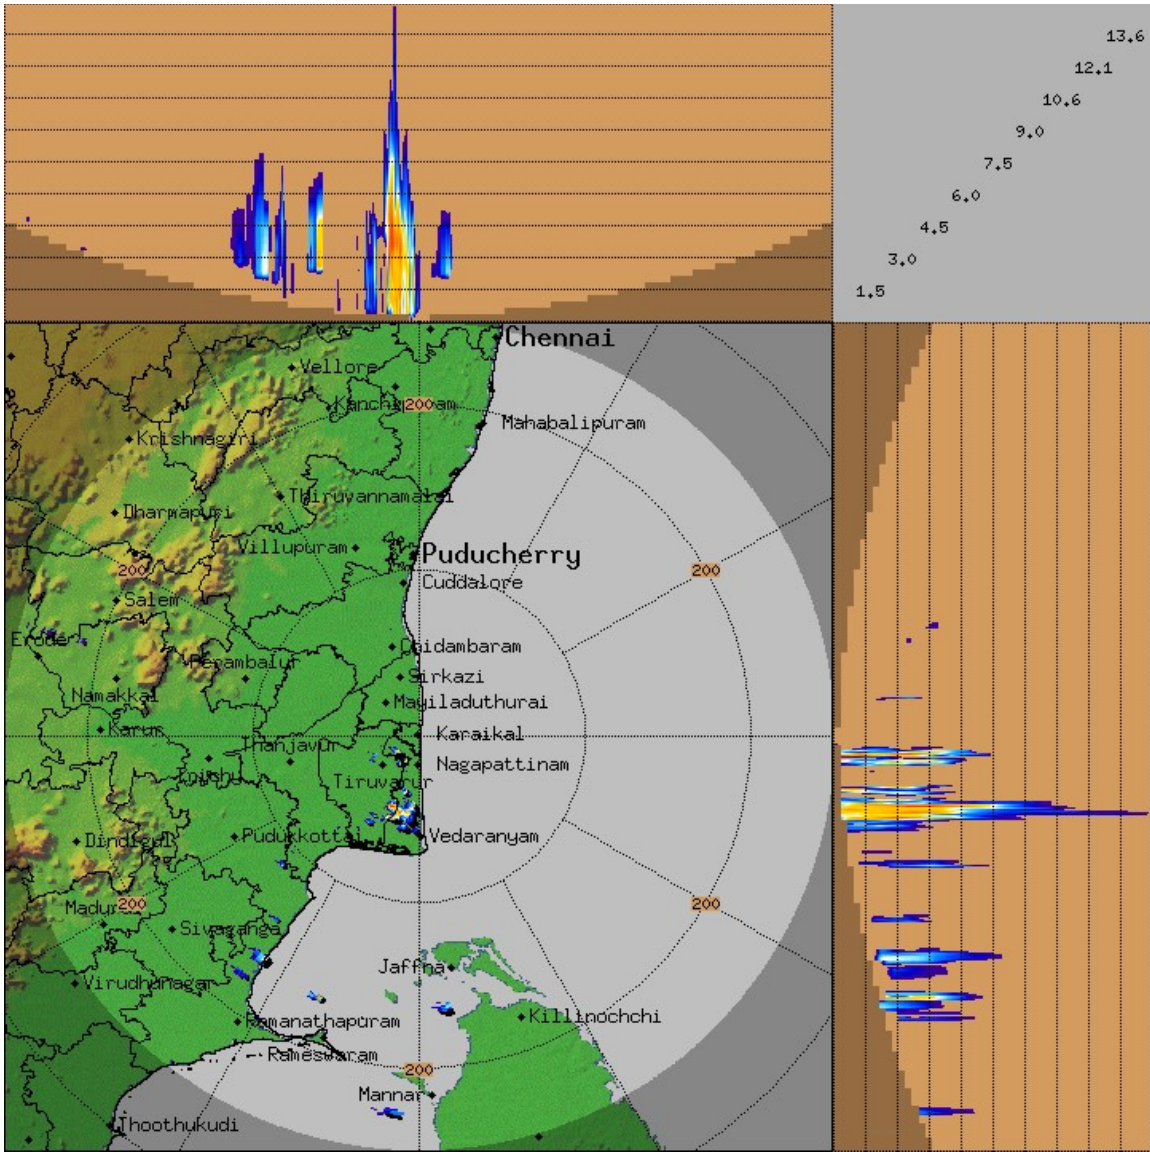 13.6
12.1
10.6
9.0
7.5
6.0
4.5
3.0
1.5
Chennai
Vellore
200
Mahabalipuram
Krishnagiri
Thiruvannamalai
Dharmapuri
Villupuram
Puducherry
200
200
Cuddalore
Salem
Erode
Chidambaram
Perambalur
Sirkazi
Namakkal
Mayiladuthurai
Karur
Karaikal
Thanjavur
Nagapattinam
Tiruvarur
Pudukkottai
Vedaranyam
Dindigul
200
200
Sivaganga
Jaffna
Virudhunagar
Ramanathapuram
Killinochchi
Rameswaram
200
Mannar
Thoothukudi